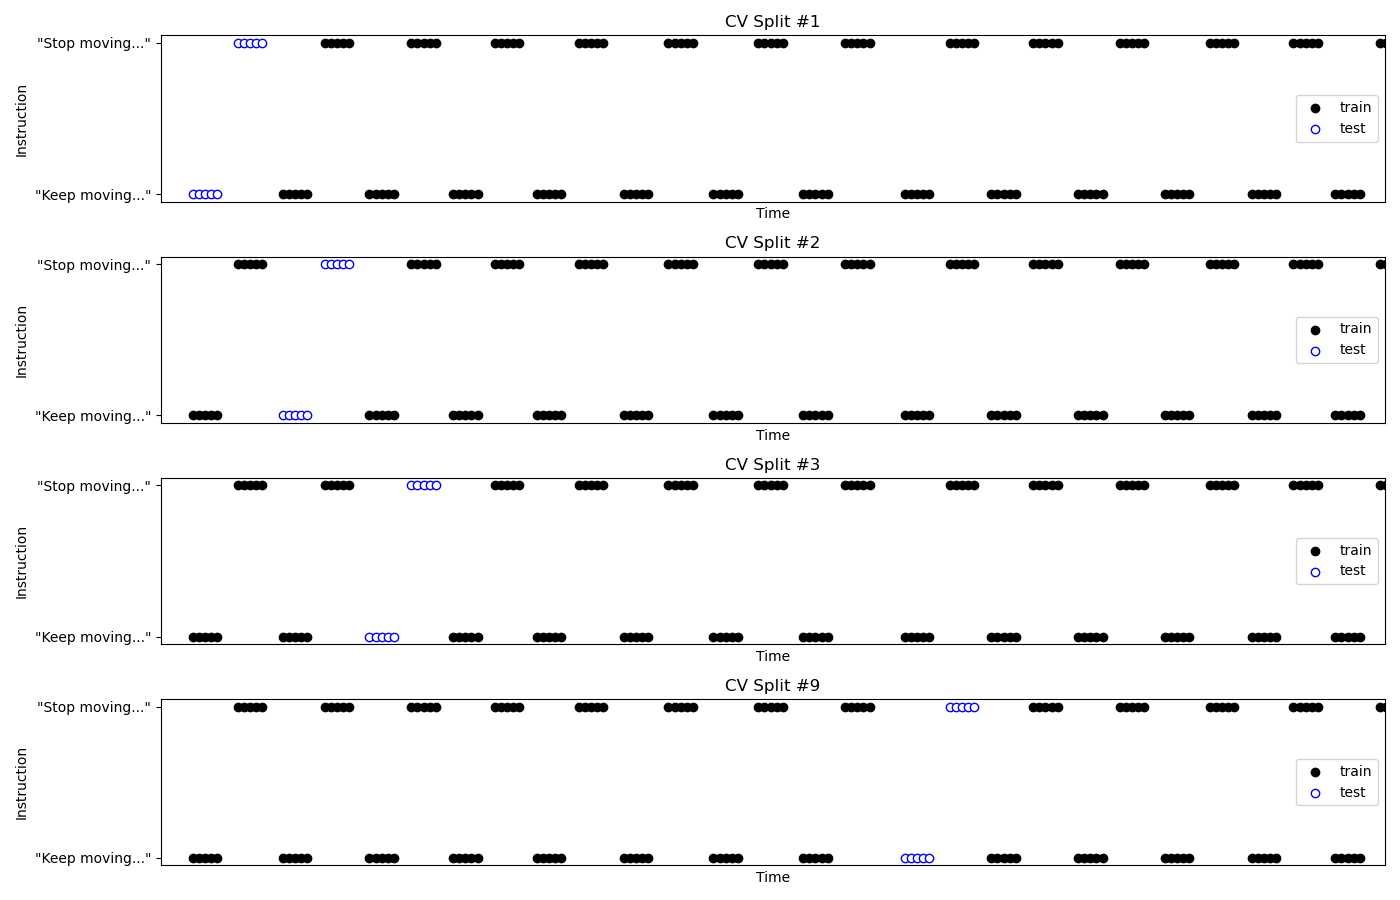 CV Split #1
"Stop moving..."
Instruction
train
test
"Keep moving..."
Time
CV Split #2
"Stop moving..."
Instruction
train
test
"Keep moving..."
Time
CV Split #3
"Stop moving..."
Instruction
train
test
"Keep moving..."
Time
CV Split #9
"Stop moving..."
Instruction
train
test
"Keep moving..."
Time